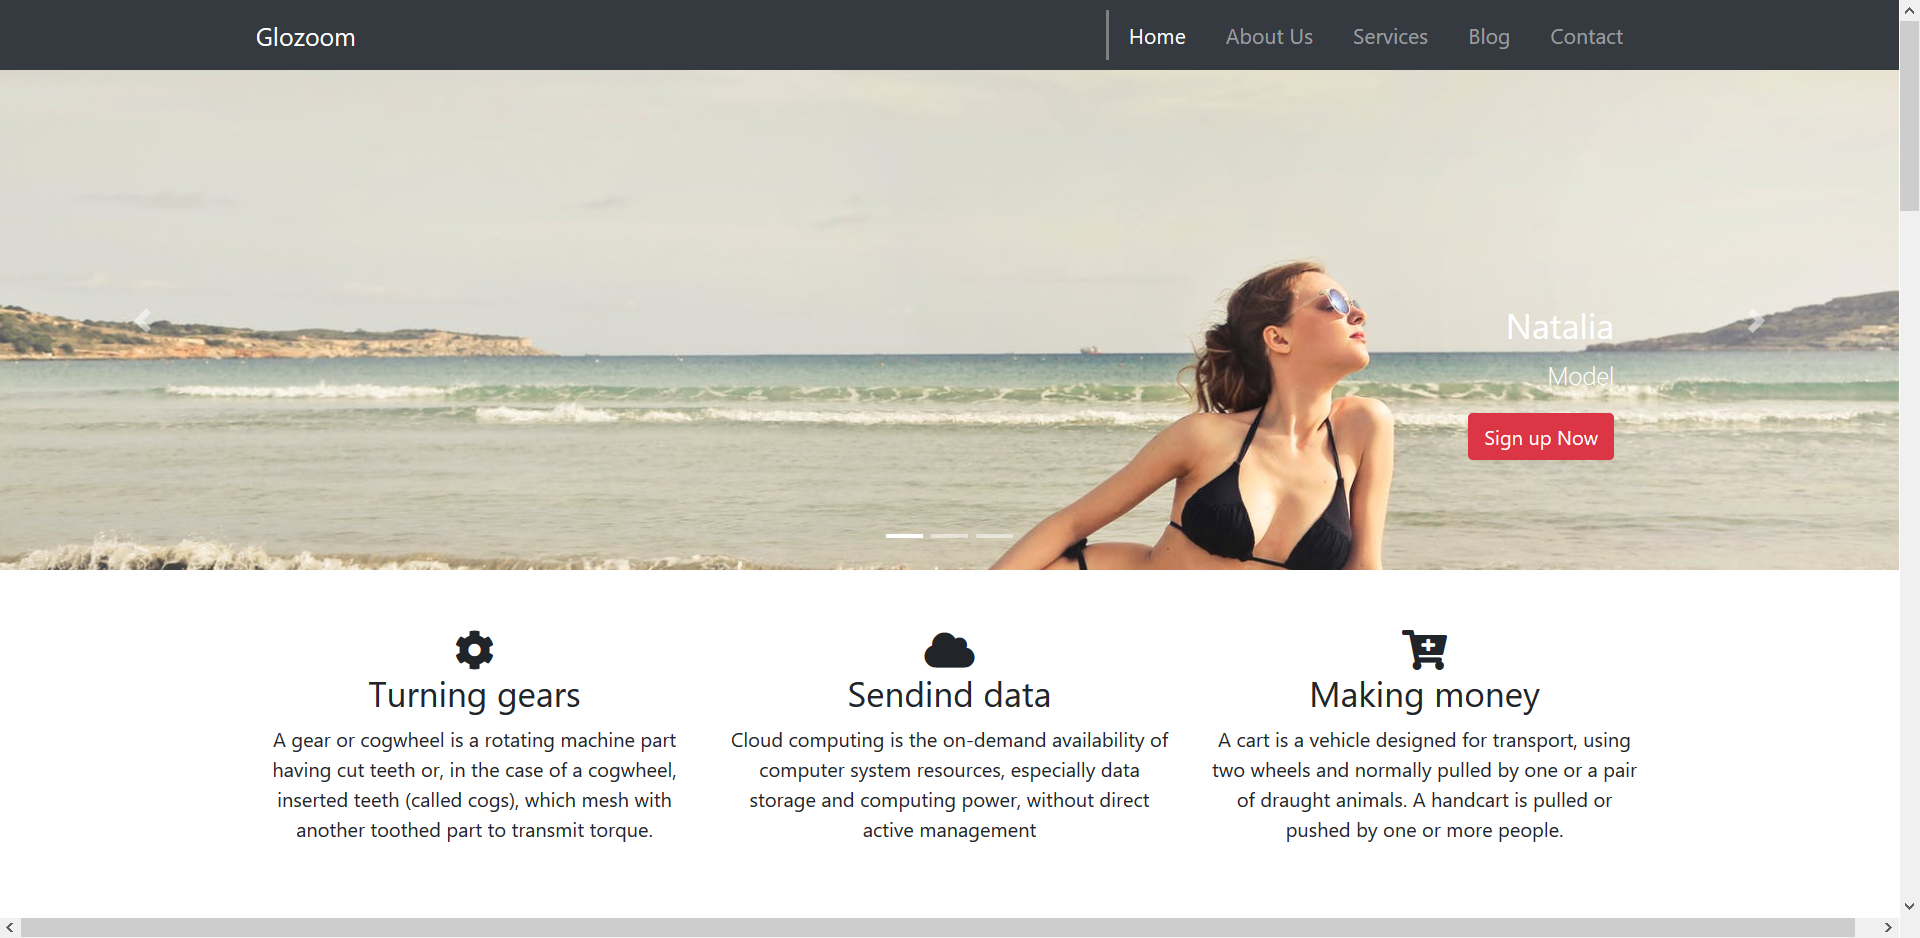 Glozoom
Home About Us Services Blog Contact
Natalia
Model
Sign up Now
Turning gears
A gear or cogwheel is a rotating machine part
having cut teeth or, in the case of a cogwheel,
inserted teeth (called cogs), which mesh with
another toothed part to transmit torque.
Sendind data
Cloud computing is the on-demand availability of
computer system resources, especially data
storage and computing power, without direct
active management
Making money
A cart is a vehicle designed for transport, using
two wheels and normally pulled by one or a pair
of draught animals. A handcart is pulled or
pushed by one or more people.